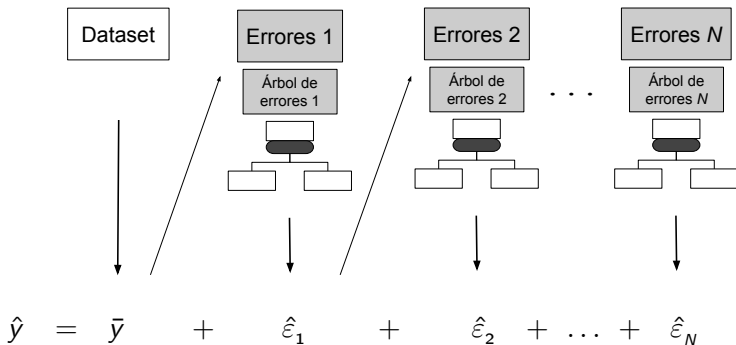 Dataset
Errores 1
Errores 2
Errores N
Árbol de
errores 1
Árbol de
errores 2
. . .
Árbol de
errores N
ŷ = ȳ + ε̂₁ + ε̂₂ + ... + ε̂_N